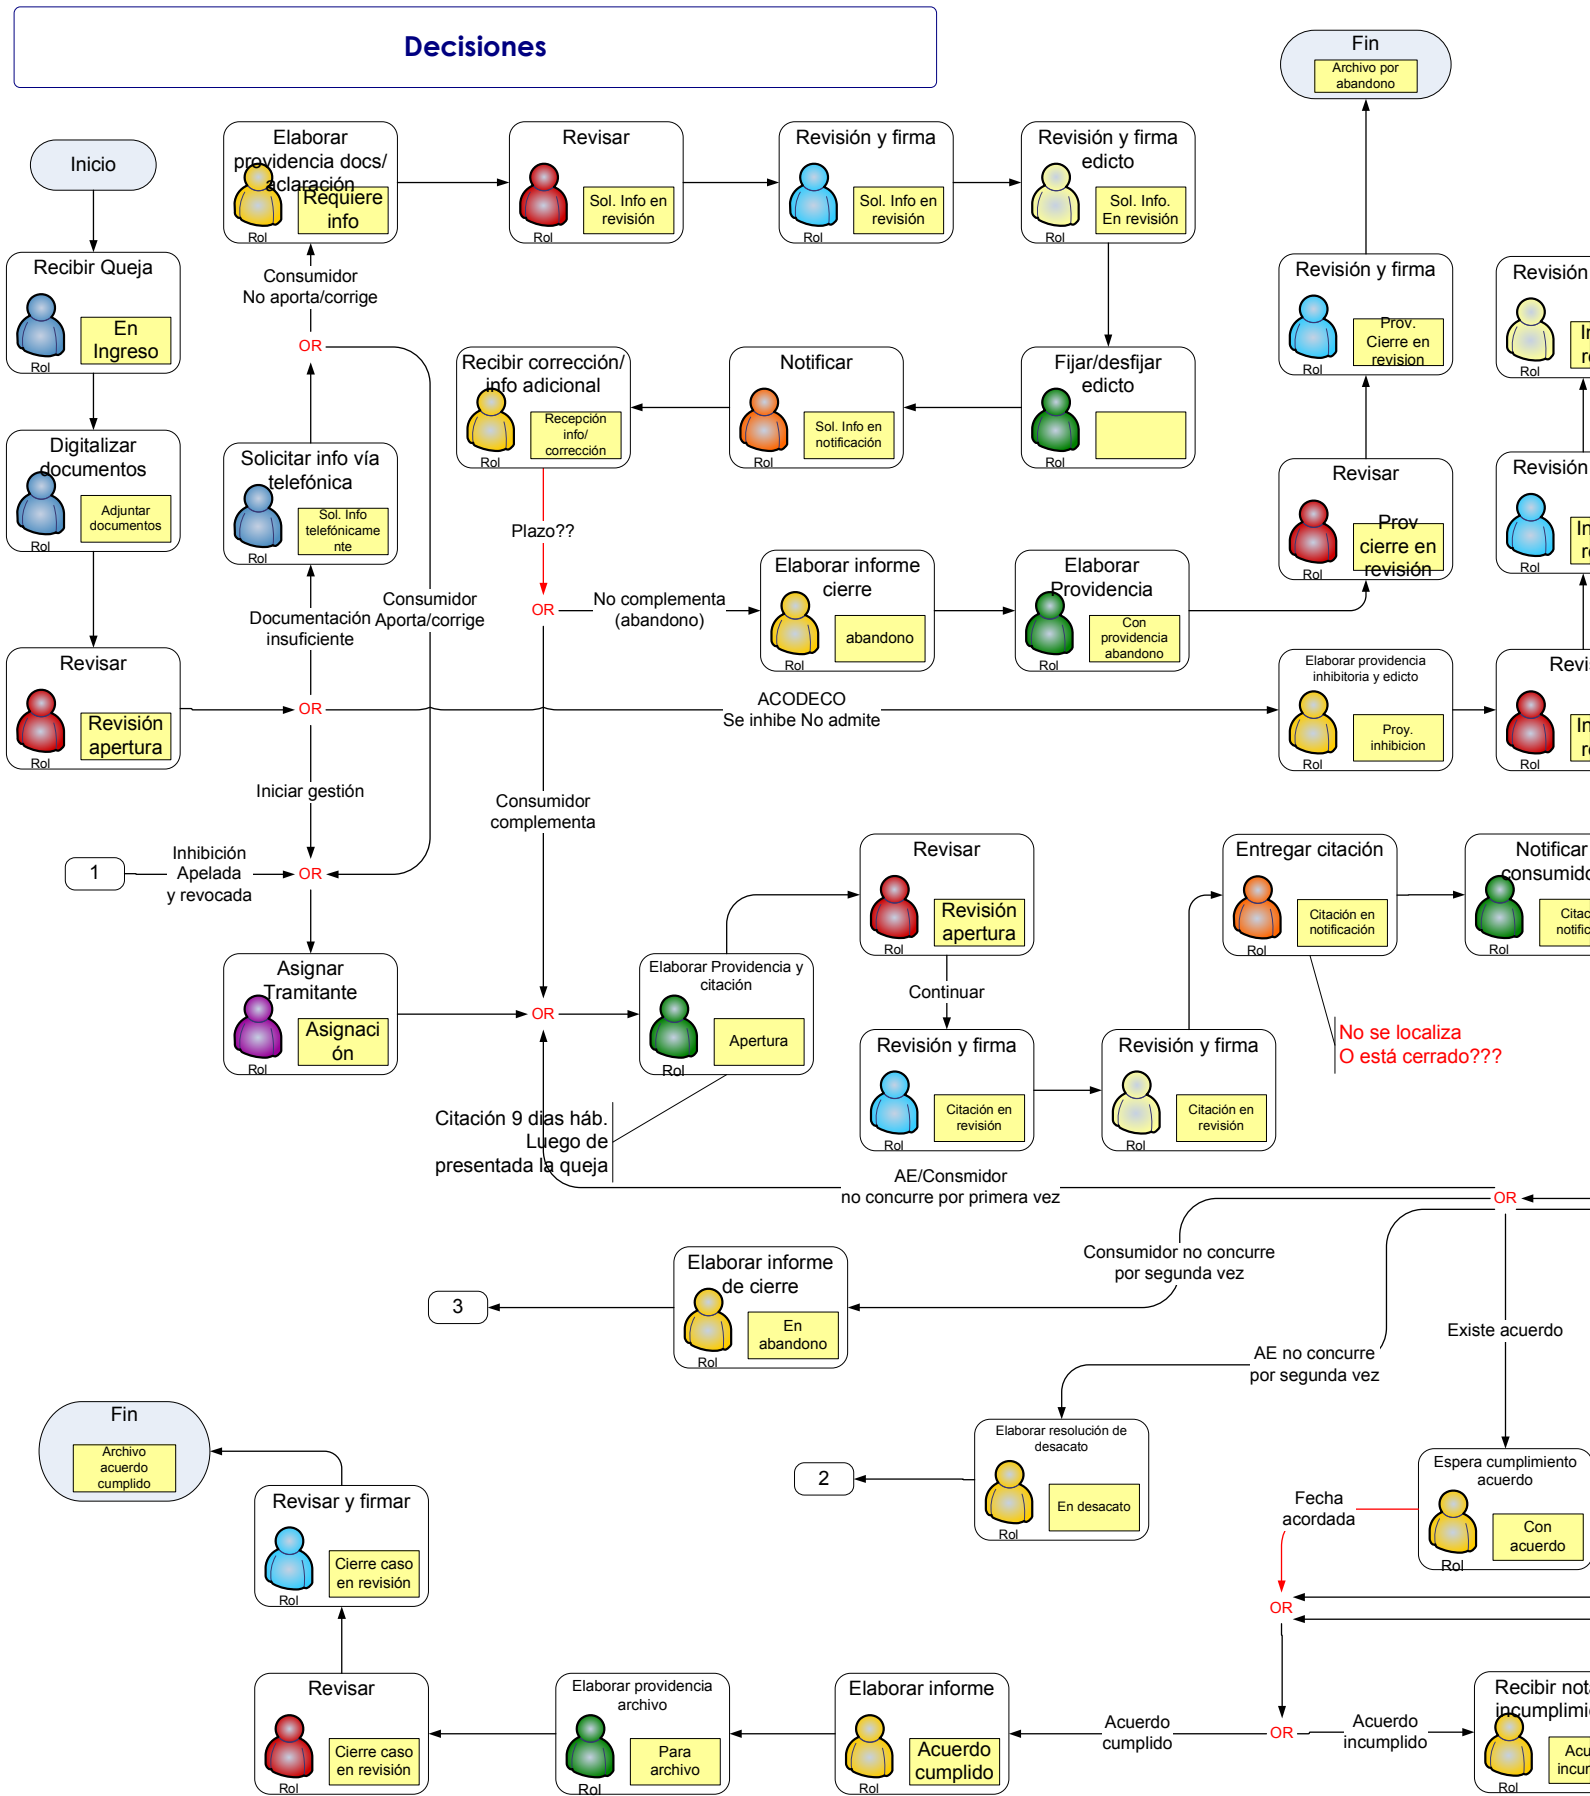 Decisiones
Inicio
Fin
Archivo por
abandono
Elaborar
providencia docs/
aclaración
Requiere
info
Rol
Revisar
Sol. Info en
revisión
Rol
Revisión y firma
Sol. Info en
revisión
Rol
Revisión y firma
edicto
Sol. Info.
En revisión
Rol
Recibir Queja
En
Ingreso
Rol
Consumidor
No aporta/corrige
OR
Revisión y firma
Prov.
Cierre en
revision
Rol
Revisión
Rol
Recibir corrección/
info adicional
Recepción
info/
corrección
Rol
Notificar
Sol. Info en
notificación
Rol
Fijar/desfijar
edicto
Rol
Digitalizar
documentos
Adjuntar
documentos
Rol
Solicitar info vía
telefónica
Sol. Info
telefónicame
nte
Rol
Revisar
Prov
cierre en
revisión
Rol
Revisión
Rol
Plazo??
OR
No complementa
(abandono)
Elaborar informe
cierre
abandono
Rol
Elaborar
Providencia
Con
providencia
abandono
Rol
Documentación
insuficiente
Consumidor
Aporta/corrige
Revisar
Revisión
apertura
Rol
OR
ACODECO
Se inhibe No admite
Elaborar providencia
inhibitoria y edicto
Proy.
inhibicion
Rol
Rol
Iniciar gestión
Consumidor
complementa
1
Inhibición
Apelada
y revocada
OR
Revisar
Revisión
apertura
Rol
Entregar citación
Citación en
notificación
Rol
Notificar
Rol
Asignar
Tramitante
Asignaci
ón
Rol
OR
Elaborar Providencia y
citación
Apertura
Rol
Continuar
Revisión y firma
Citación en
revisión
Rol
Revisión y firma
Citación en
revisión
Rol
No se localiza
O está cerrado???
Citación 9 dias háb.
Luego de
presentada la queja
AE/Consmidor
no concurre por primera vez
OR
Consumidor no concurre
por segunda vez
Elaborar informe
de cierre
En
abandono
Rol
3
Existe acuerdo
AE no concurre
por segunda vez
Fin
Archivo
acuerdo
cumplido
Elaborar resolución de
desacato
En desacato
Rol
2
Espera cumplimiento
acuerdo
Con
acuerdo
Rol
Fecha
acordada
Revisar y firmar
Cierre caso
en revisión
Rol
OR
Revisar
Cierre caso
en revisión
Rol
Elaborar providencia
archivo
Para
archivo
Rol
Elaborar informe
Acuerdo
cumplido
Rol
Acuerdo
cumplido
OR
Acuerdo
incumplido
Recibir
Rol